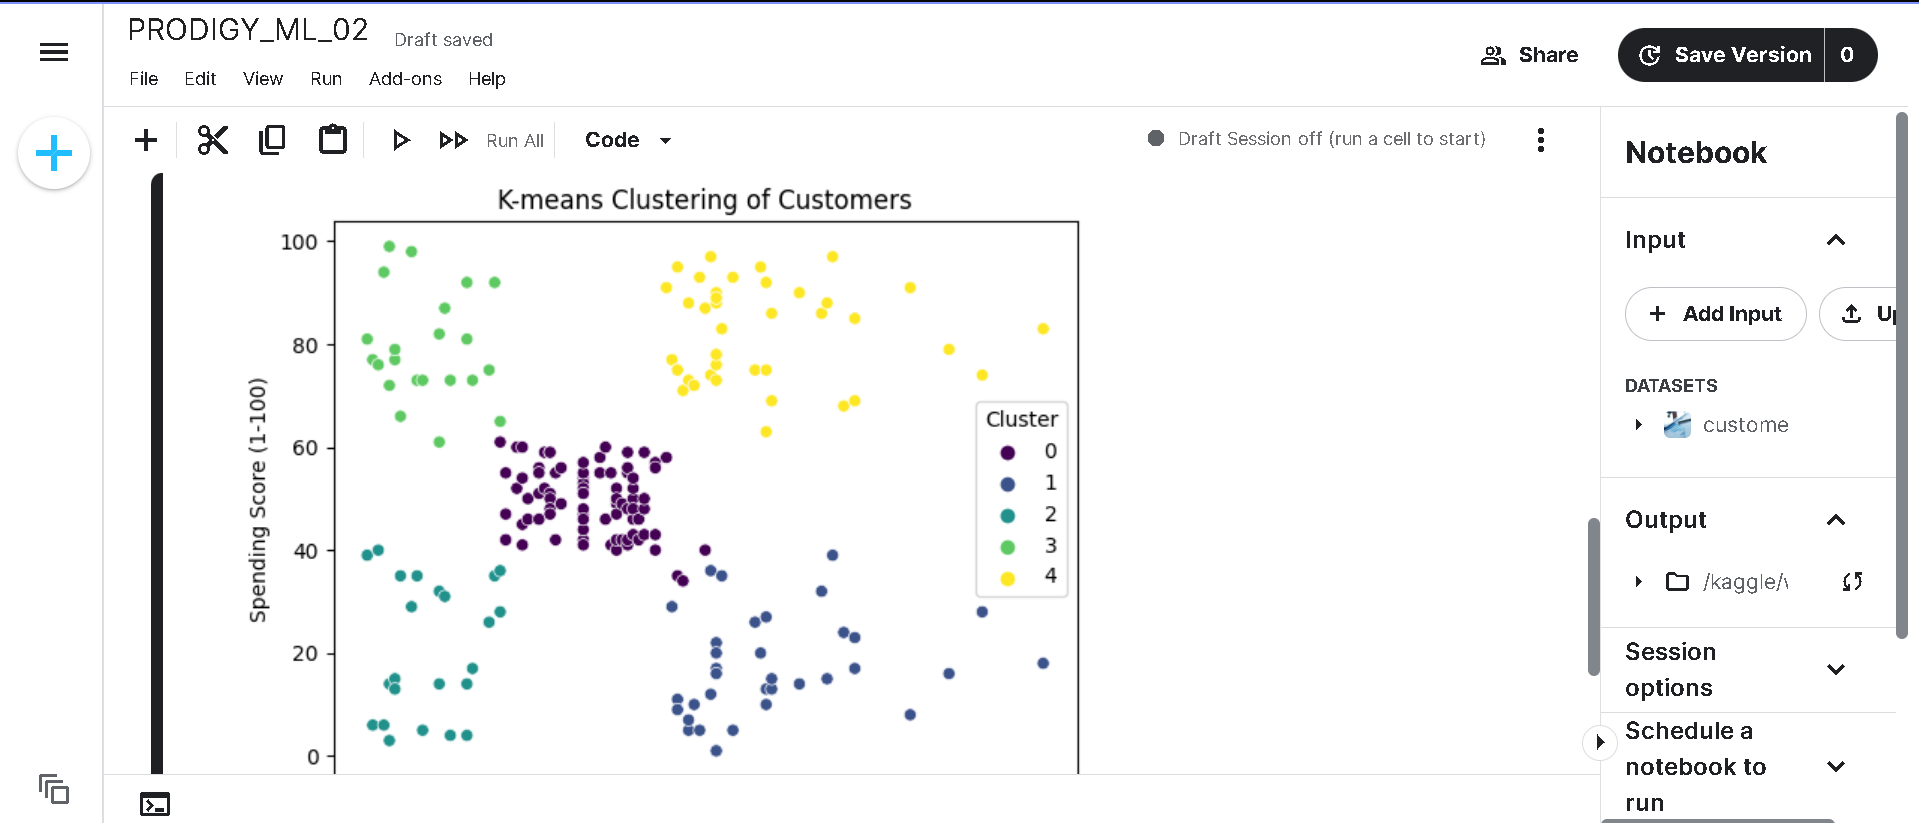 PRODIGY_ML_02
Draft saved
File Edit View Run Add-ons Help
Share
Save Version 0
Run All
Code
Draft Session off (run a cell to start)
K-means Clustering of Customers
100
80
60
40
20
0
Spending Score (1-100)
Cluster
0
1
2
3
4
Notebook
Input
+ Add Input
DATASETS
custome
Output
/kaggle/
Session
options
Schedule a
notebook to
run